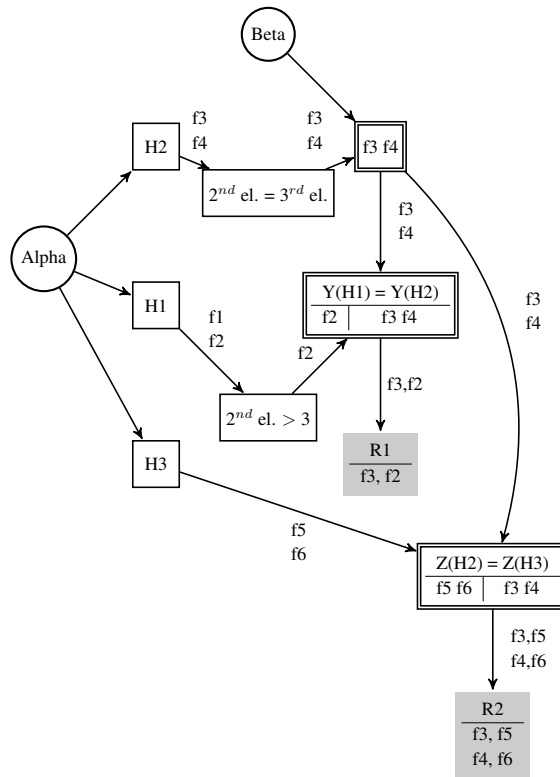 Beta
f3
f4
f3
f4
H2
f3 f4
2nd el. = 3rd el.
f3
f4
Alpha
Y(H1) = Y(H2)
f2 f3 f4
H1
f1
f2
f2
f3
f4
f3,f2
2nd el. > 3
R1
f3, f2
H3
f5
f6
Z(H2) = Z(H3)
f5 f6 f3 f4
f3,f5
f4,f6
R2
f3, f5
f4, f6